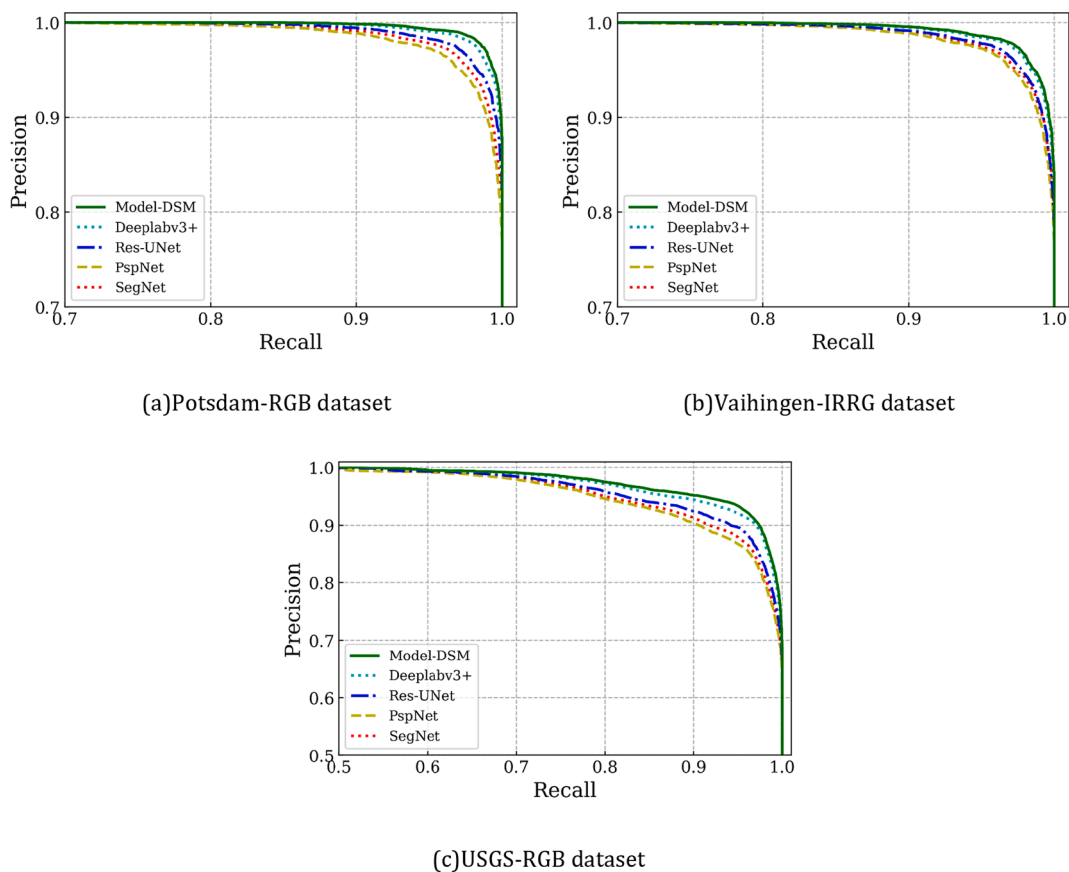 1.0
0.9
0.8
0.7
Precision
Model-DSM
Deeplabv3+
Res-UNet
PspNet
SegNet
0.7 0.8 0.9 1.0
Recall
(a)Potsdam-RGB dataset
1.0
0.9
0.8
0.7
Precision
Model-DSM
Deeplabv3+
Res-UNet
PspNet
SegNet
0.7 0.8 0.9 1.0
Recall
(b)Vaihingen-IRRG dataset
1.0
0.9
0.8
0.7
0.6
0.5
Precision
Model-DSM
Deeplabv3+
Res-UNet
PspNet
SegNet
0.5 0.6 0.7 0.8 0.9 1.0
Recall
(c)USGS-RGB dataset